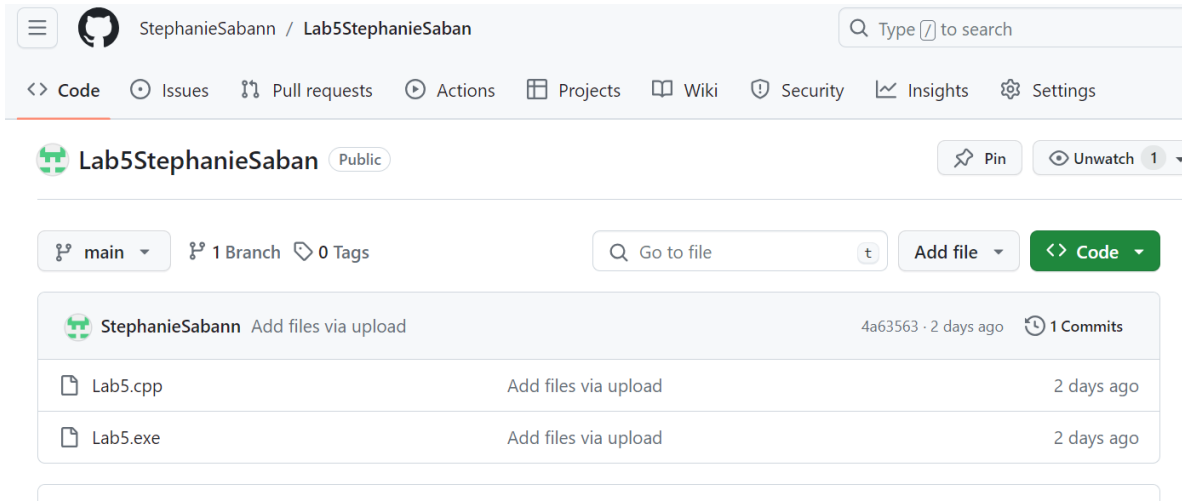 StephanieSabann / Lab5StephanieSaban Type / to search
Code Issues Pull requests Actions Projects Wiki Security Insights Settings
Lab5StephanieSaban Public Pin Unwatch 1
main 1 Branch 0 Tags Go to file t Add file Code
StephanieSabann Add files via upload 4a63563 · 2 days ago 1 Commits
Lab5.cpp Add files via upload 2 days ago
Lab5.exe Add files via upload 2 days ago